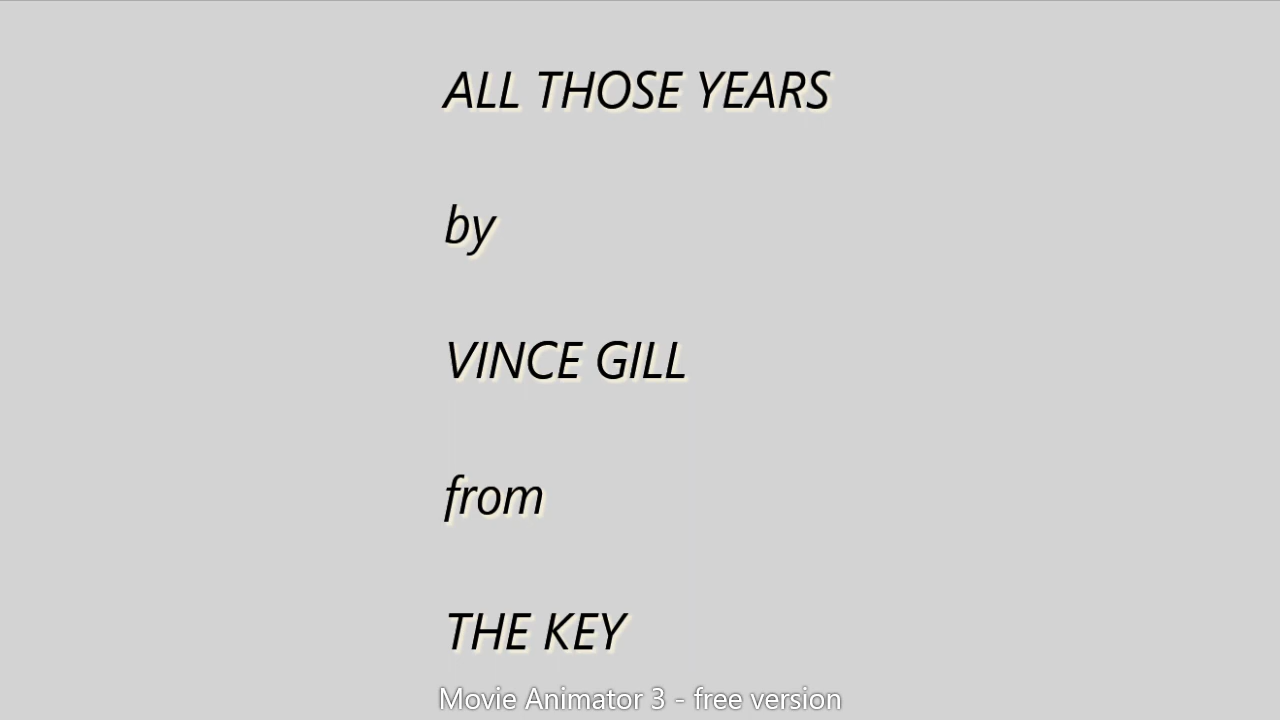 ALL THOSE YEARS
by
VINCE GILL
from
THE KEY
Movie Animator 3 - free version